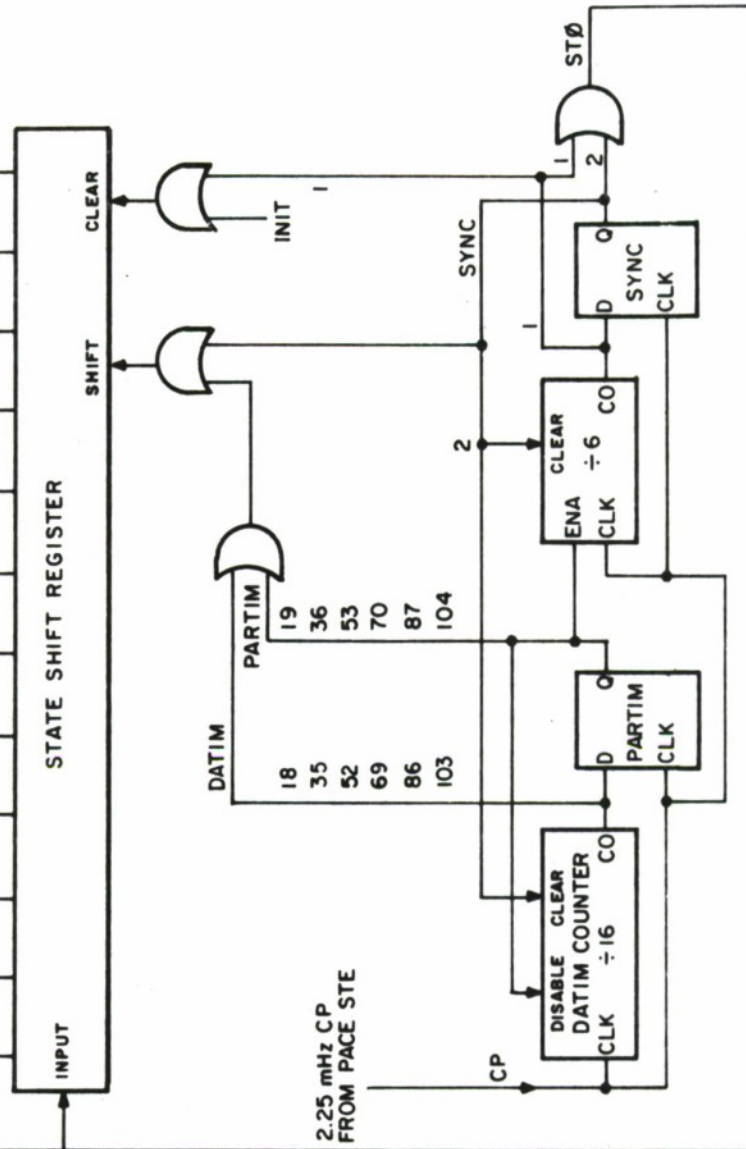 STATE SHIFT REGISTER
INPUT
SHIFT
CLEAR
DATIM
18
35
52
69
86
103
PARTIM
19
36
53
70
87
104
INIT
1
2.25 mHz CP
FROM PACE STE
CP
DISABLE CLEAR
DATIM COUNTER
÷16
CLK
CO
D
Q
PARTIM
CLK
2
ENA
CLEAR
÷6
CLK
CO
1
SYNC
D
Q
SYNC
CLK
1
2
STØ